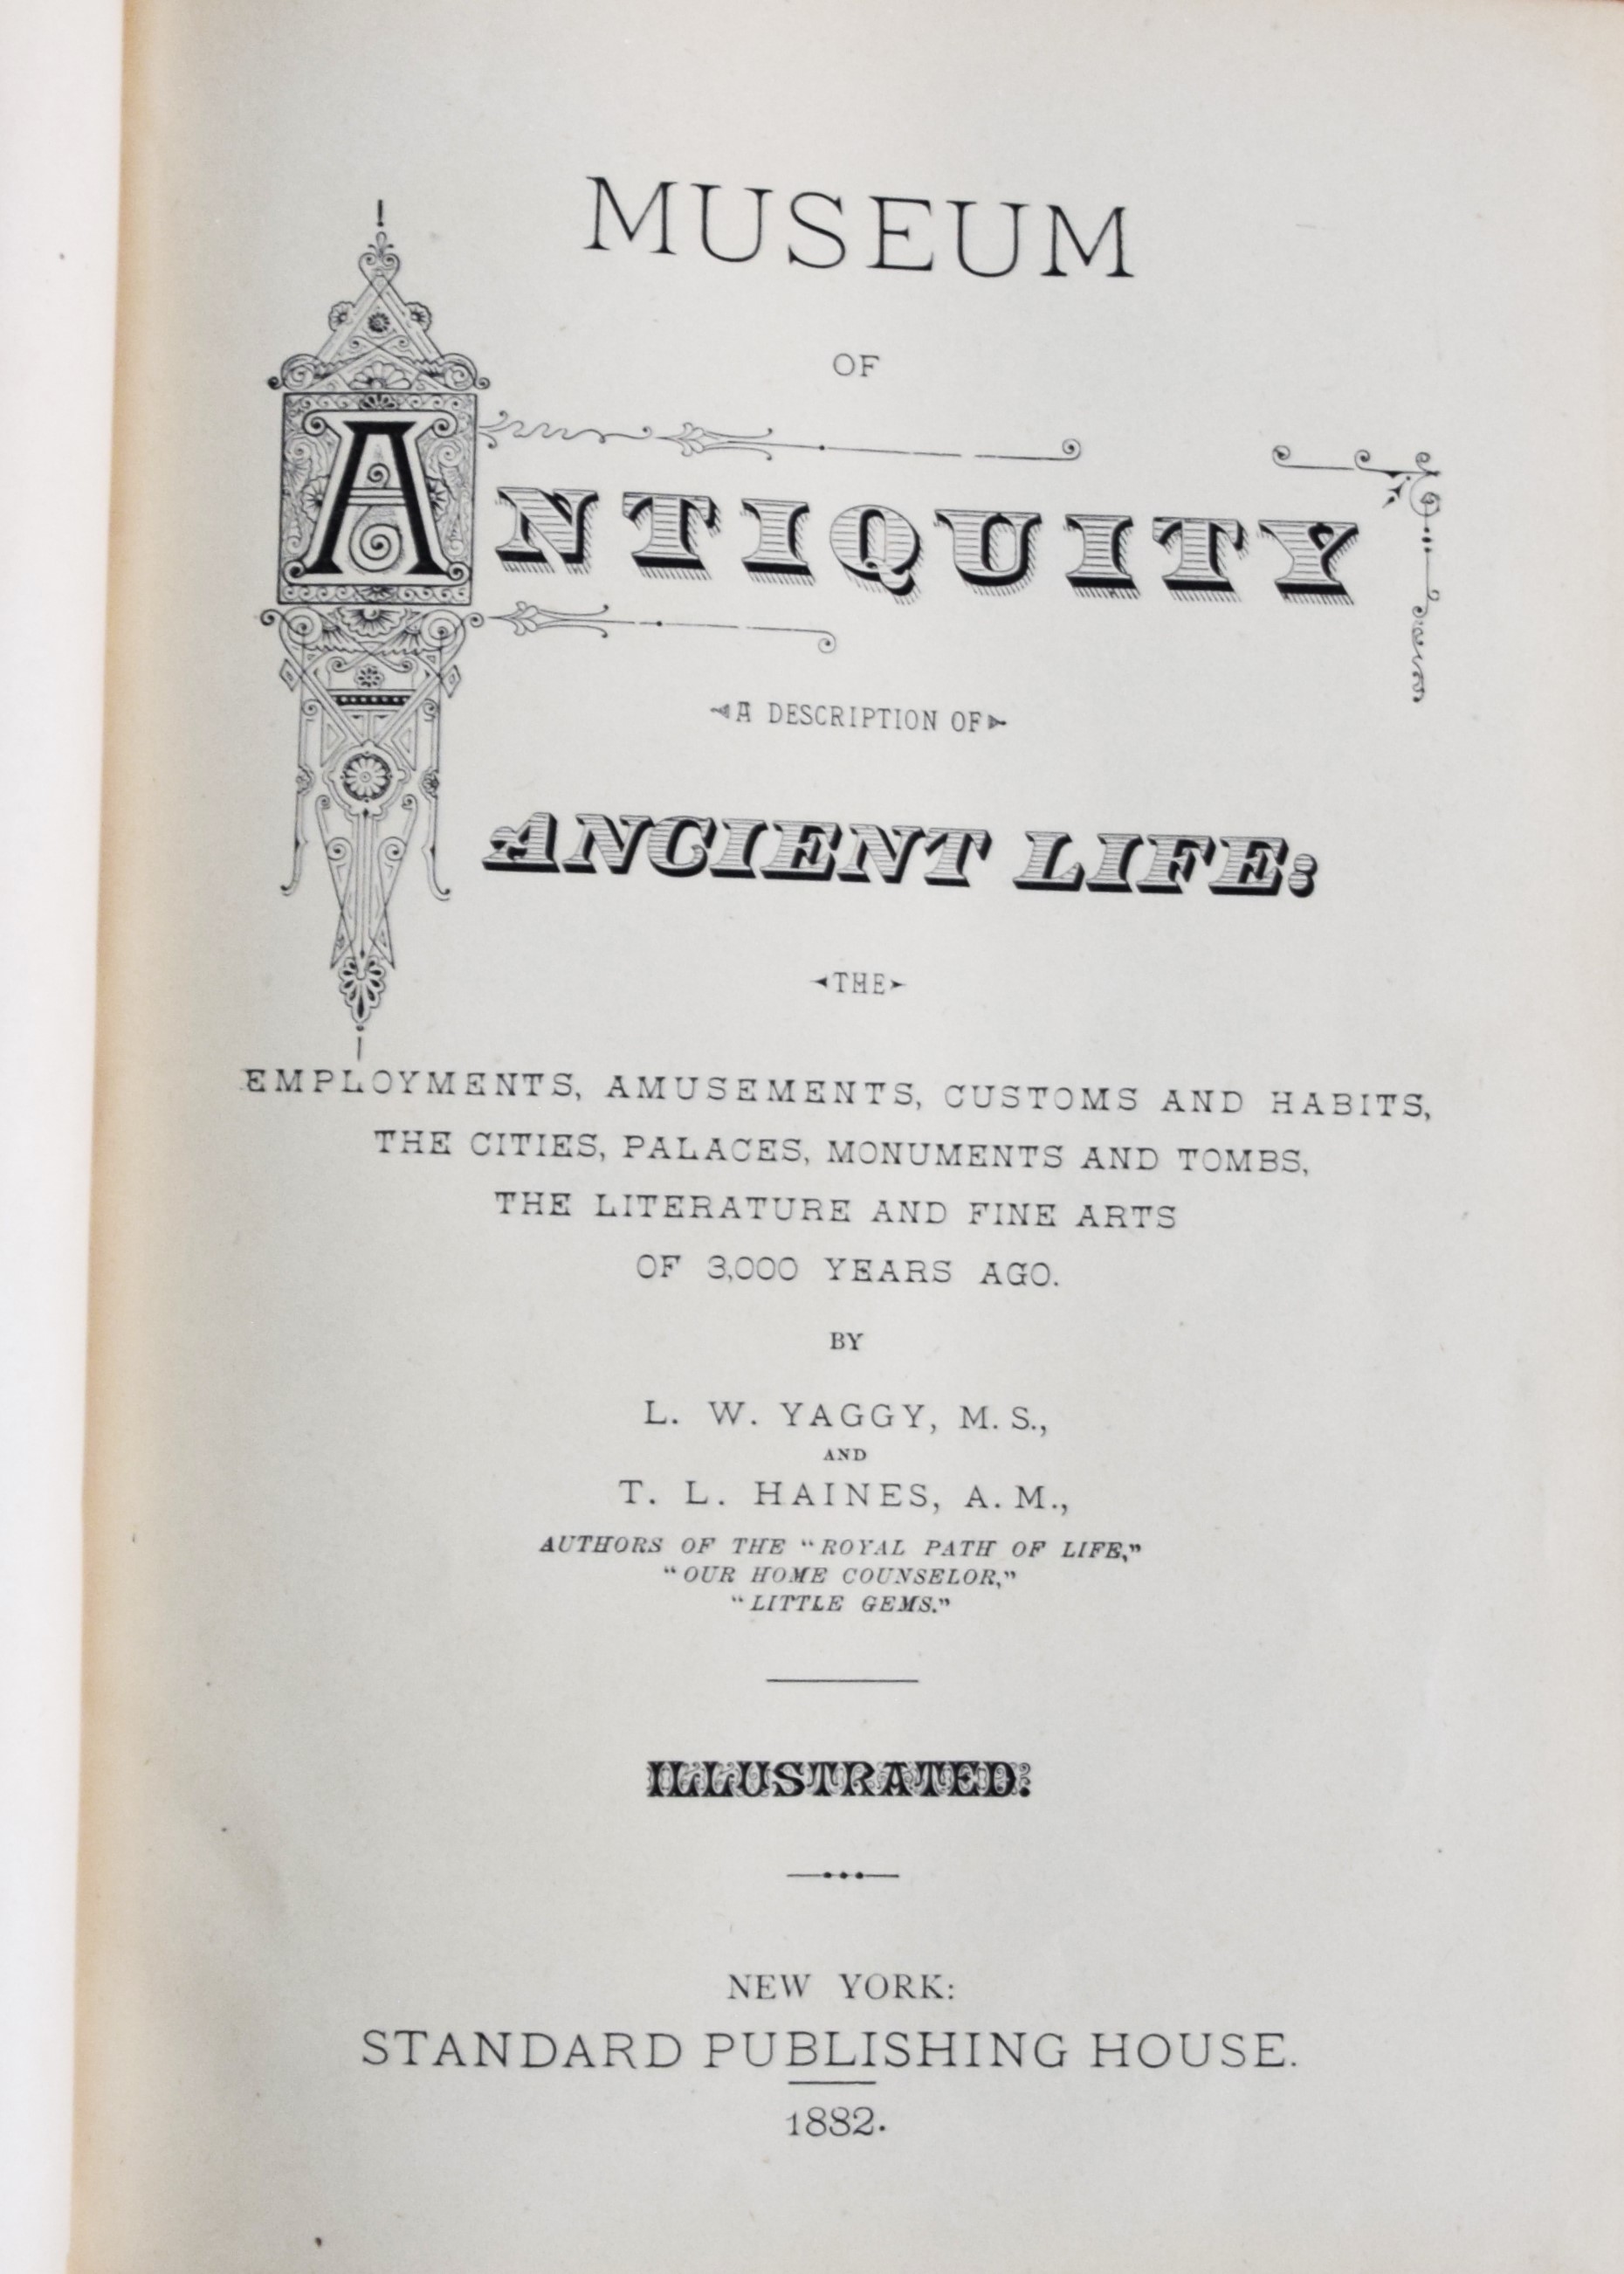 MUSEUM
OF
ANTIQUITY
A DESCRIPTION OF
ANCIENT LIFE:
THE
EMPLOYMENTS, AMUSEMENTS, CUSTOMS AND HABITS,
THE CITIES, PALACES, MONUMENTS AND TOMBS,
THE LITERATURE AND FINE ARTS
OF 3,000 YEARS AGO.
BY
L. W. YAGGY, M. S.,
AND
T. L. HAINES, A. M.,
AUTHORS OF THE “ROYAL PATH OF LIFE,”
“OUR HOME COUNSELOR,”
“LITTLE GEMS.”
ILLUSTRATED:
NEW YORK:
STANDARD PUBLISHING HOUSE.
1882.